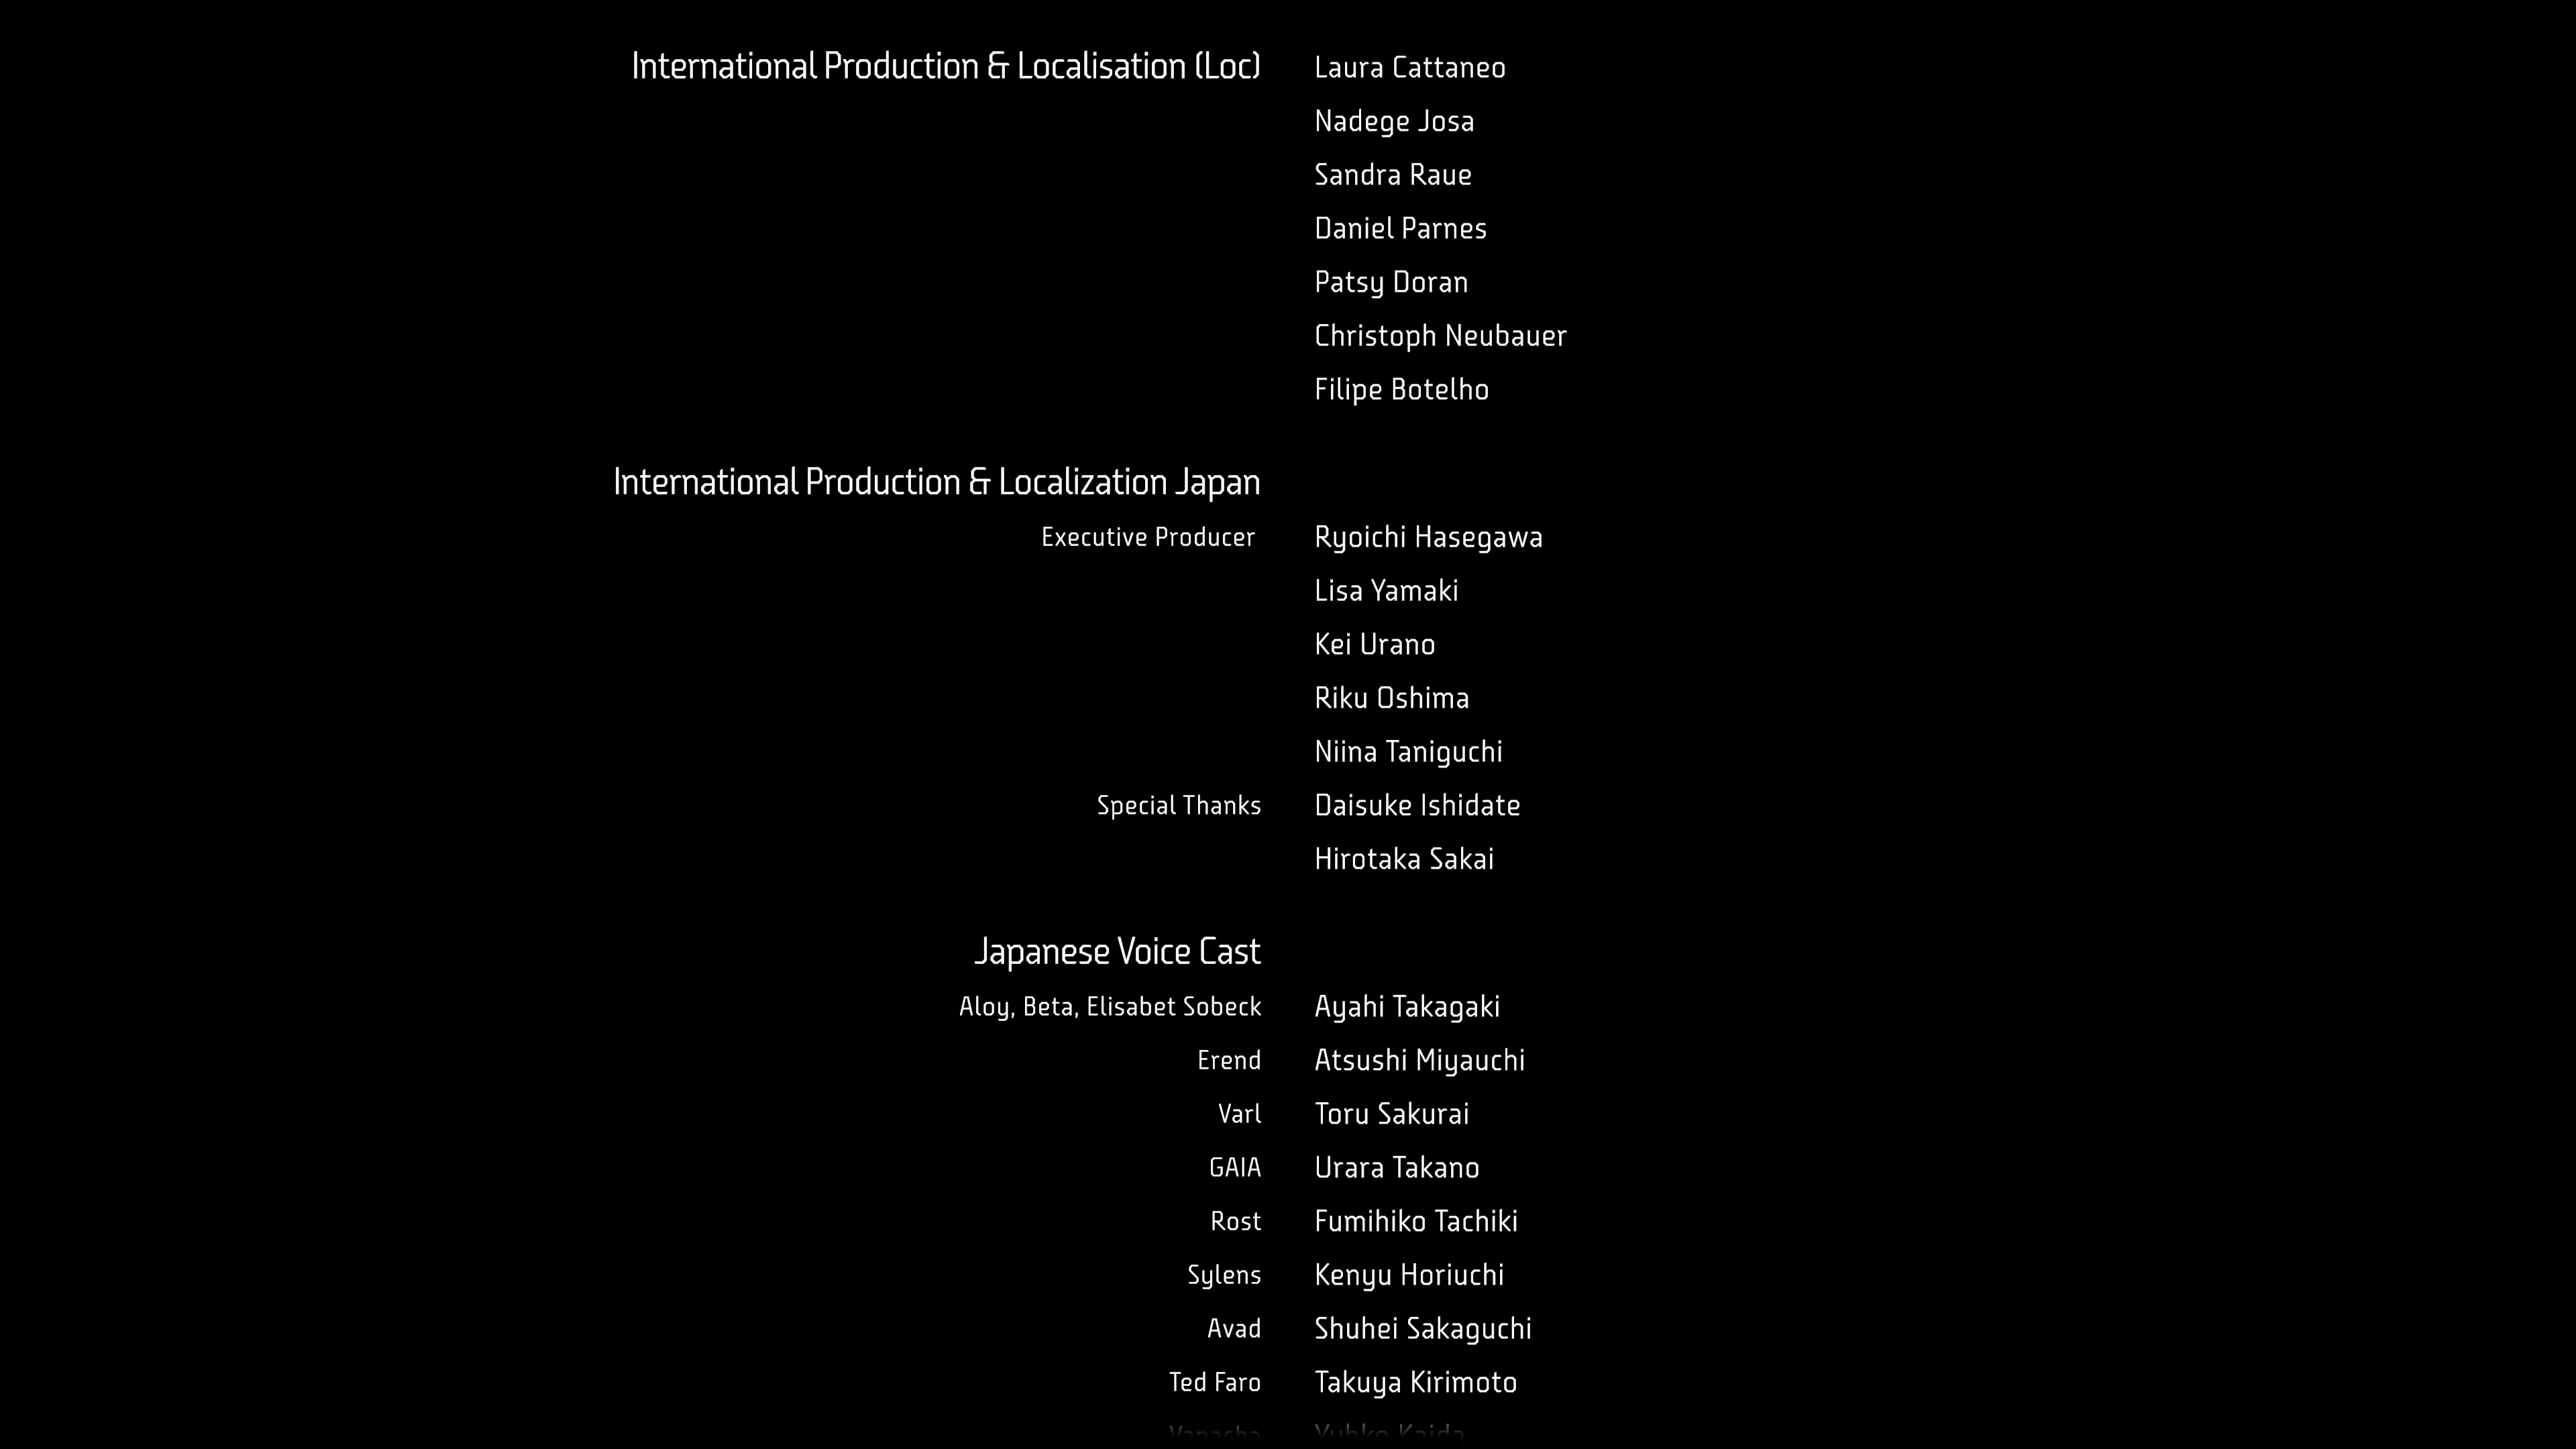 International Production & Localisation (Loc) Laura Cattaneo
Nadege Josa
Sandra Raue
Daniel Parnes
Patsy Doran
Christoph Neubauer
Filipe Botelho
International Production & Localization Japan
Executive Producer Ryoichi Hasegawa
Lisa Yamaki
Kei Urano
Riku Oshima
Niina Taniguchi
Special Thanks Daisuke Ishidate
Hirotaka Sakai
Japanese Voice Cast
Aloy, Beta, Elisabet Sobeck Ayahi Takagaki
Erend Atsushi Miyauchi
Varl Toru Sakurai
GAIA Urara Takano
Rost Fumihiko Tachiki
Sylens Kenyu Horiuchi
Avad Shuhei Sakaguchi
Ted Faro Takuya Kirimoto
Vanasha Yuhko Kaida